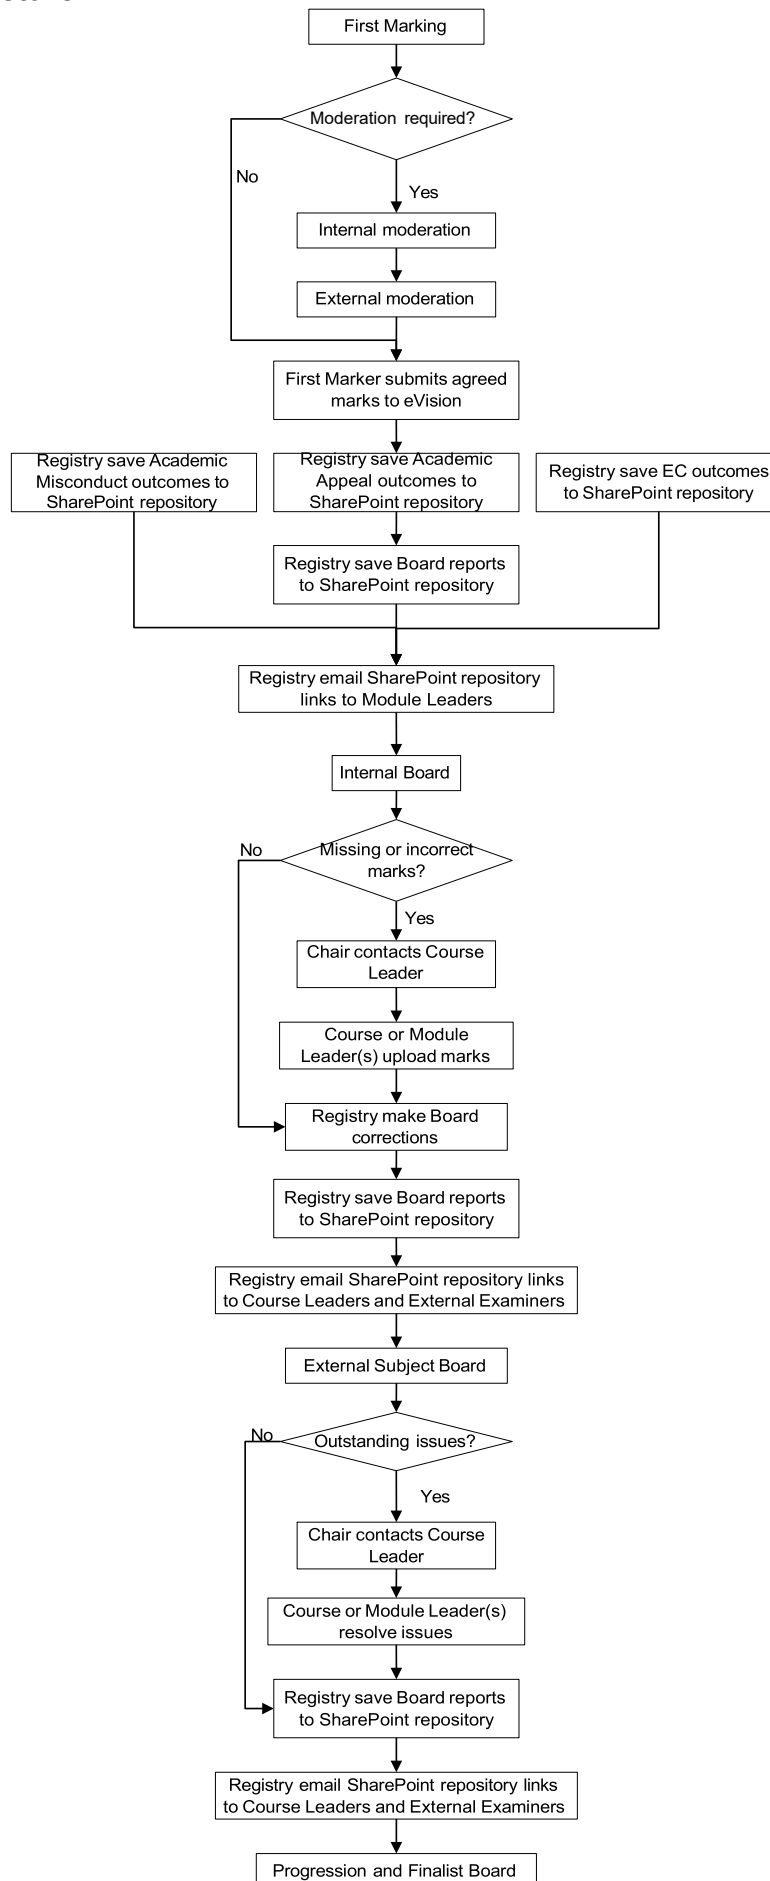 First Marking
Moderation required?
No
Yes
Internal moderation
External moderation
First Marker submits agreed
marks to eVision
Registry save Academic
Misconduct outcomes to
SharePoint repository
Registry save Academic
Appeal outcomes to
SharePoint repository
Registry save EC outcomes
to SharePoint repository
Registry save Board reports
to SharePoint repository
Registry email SharePoint repository
links to Module Leaders
Internal Board
No
Missing or incorrect
marks?
Yes
Chair contacts Course
Leader
Course or Module
Leader(s) upload marks
Registry make Board
corrections
Registry save Board reports
to SharePoint repository
Registry email SharePoint repository links
to Course Leaders and External Examiners
External Subject Board
No
Outstanding issues?
Yes
Chair contacts Course
Leader
Course or Module Leader(s)
resolve issues
Registry save Board reports
to SharePoint repository
Registry email SharePoint repository links
to Course Leaders and External Examiners
Progression and Finalist Board